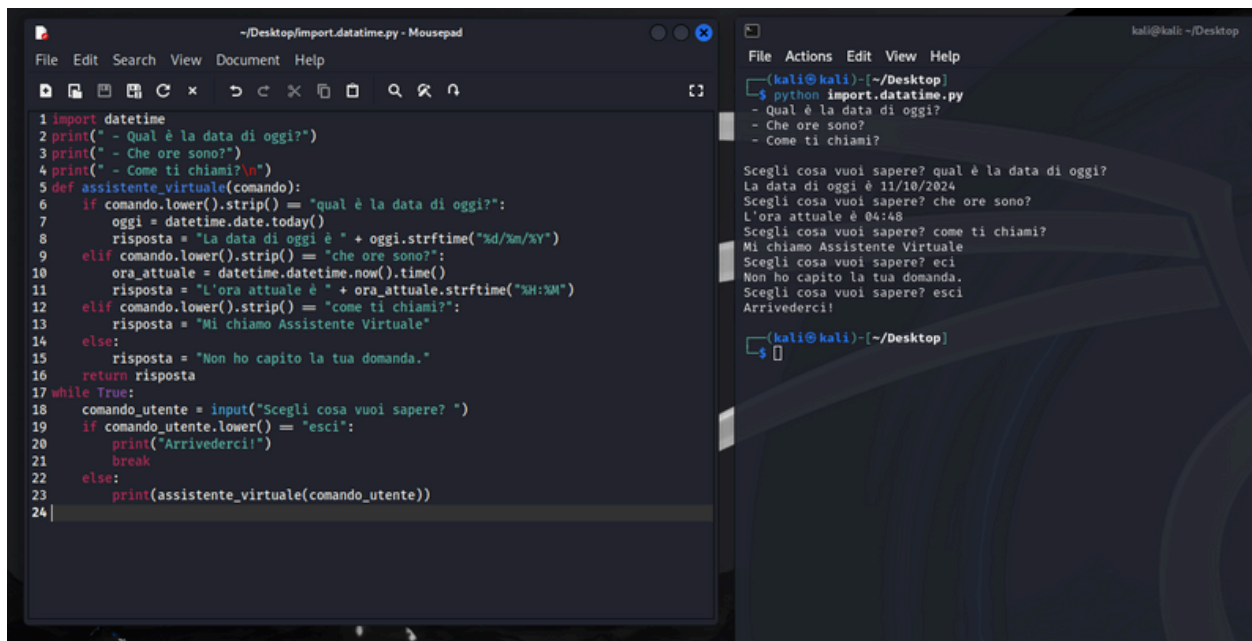 ~/Desktop/import.datatime.py - Mousepad
File Edit Search View Document Help
1 import datetime
2 print(" - Qual è la data di oggi?")
3 print(" - Che ore sono?")
4 print(" - Come ti chiami?\n")
5 def assistente_virtuale(comando):
6     if comando.lower().strip() == "qual è la data di oggi?":
7         oggi = datetime.date.today()
8         risposta = "La data di oggi è " + oggi.strftime("%d/%m/%Y")
9     elif comando.lower().strip() == "che ore sono?":
10         ora_attuale = datetime.datetime.now().time()
11         risposta = "L'ora attuale è " + ora_attuale.strftime("%H:%M")
12     elif comando.lower().strip() == "come ti chiami?":
13         risposta = "Mi chiamo Assistente Virtuale"
14     else:
15         risposta = "Non ho capito la tua domanda."
16     return risposta
17 while True:
18     comando_utente = input("Scegli cosa vuoi sapere? ")
19     if comando_utente.lower() == "esci":
20         print("Arrivederci!")
21         break
22     else:
23         print(assistente_virtuale(comando_utente))
24
kali@kali: ~/Desktop
File Actions Edit View Help
(kali㉿kali)-[~/Desktop]
$ python import.datatime.py
- Qual è la data di oggi?
- Che ore sono?
- Come ti chiami?
Scegli cosa vuoi sapere? qual è la data di oggi?
La data di oggi è 11/10/2024
Scegli cosa vuoi sapere? che ore sono?
L'ora attuale è 04:48
Scegli cosa vuoi sapere? come ti chiami?
Mi chiamo Assistente Virtuale
Scegli cosa vuoi sapere? eci
Non ho capito la tua domanda.
Scegli cosa vuoi sapere? esci
Arrivederci!
(kali㉿kali)-[~/Desktop]
$